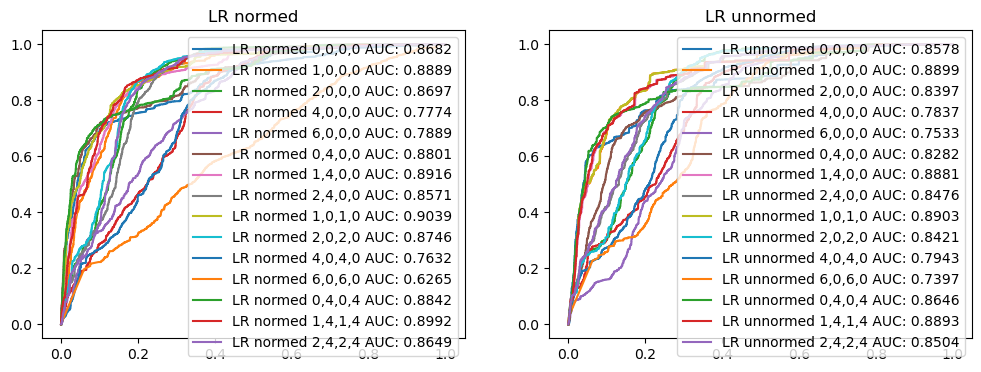 LR normed
1.0
0.8
0.6
0.4
0.2
0.0
0.0 0.2 0.4 0.6 0.8 1.0
LR normed 0,0,0,0 AUC: 0.8682
LR normed 1,0,0,0 AUC: 0.8889
LR normed 2,0,0,0 AUC: 0.8697
LR normed 4,0,0,0 AUC: 0.7774
LR normed 6,0,0,0 AUC: 0.7889
LR normed 0,4,0,0 AUC: 0.8801
LR normed 1,4,0,0 AUC: 0.8916
LR normed 2,4,0,0 AUC: 0.8571
LR normed 1,0,1,0 AUC: 0.9039
LR normed 2,0,2,0 AUC: 0.8746
LR normed 4,0,4,0 AUC: 0.7632
LR normed 6,0,6,0 AUC: 0.6265
LR normed 0,4,0,4 AUC: 0.8842
LR normed 1,4,1,4 AUC: 0.8992
LR normed 2,4,2,4 AUC: 0.8649
LR unnormed
1.0
0.8
0.6
0.4
0.2
0.0
0.0 0.2 0.4 0.6 0.8 1.0
LR unnormed 0,0,0,0 AUC: 0.8578
LR unnormed 1,0,0,0 AUC: 0.8899
LR unnormed 2,0,0,0 AUC: 0.8397
LR unnormed 4,0,0,0 AUC: 0.7837
LR unnormed 6,0,0,0 AUC: 0.7533
LR unnormed 0,4,0,0 AUC: 0.8282
LR unnormed 1,4,0,0 AUC: 0.8881
LR unnormed 2,4,0,0 AUC: 0.8476
LR unnormed 1,0,1,0 AUC: 0.8903
LR unnormed 2,0,2,0 AUC: 0.8421
LR unnormed 4,0,4,0 AUC: 0.7943
LR unnormed 6,0,6,0 AUC: 0.7397
LR unnormed 0,4,0,4 AUC: 0.8646
LR unnormed 1,4,1,4 AUC: 0.8893
LR unnormed 2,4,2,4 AUC: 0.8504